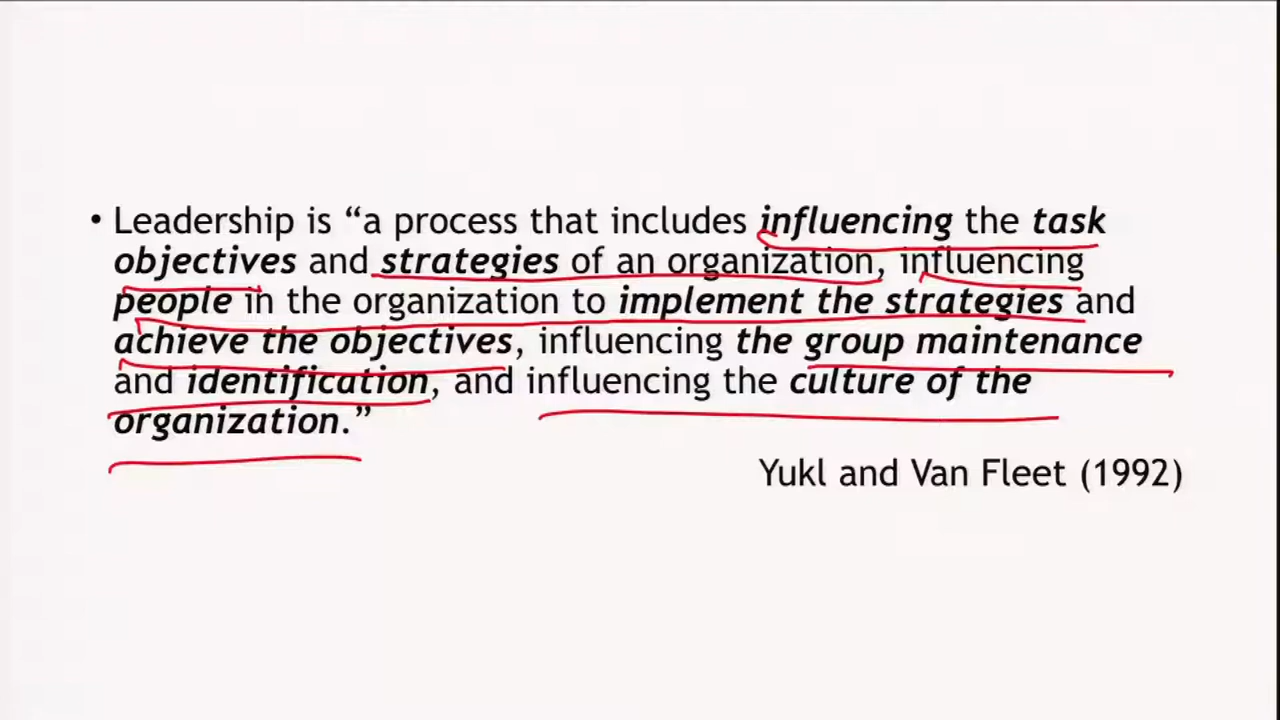 • Leadership is “a process that includes influencing the task
objectives and strategies of an organization, influencing
people in the organization to implement the strategies and
achieve the objectives, influencing the group maintenance
and identification, and influencing the culture of the
organization.”
Yukl and Van Fleet (1992)